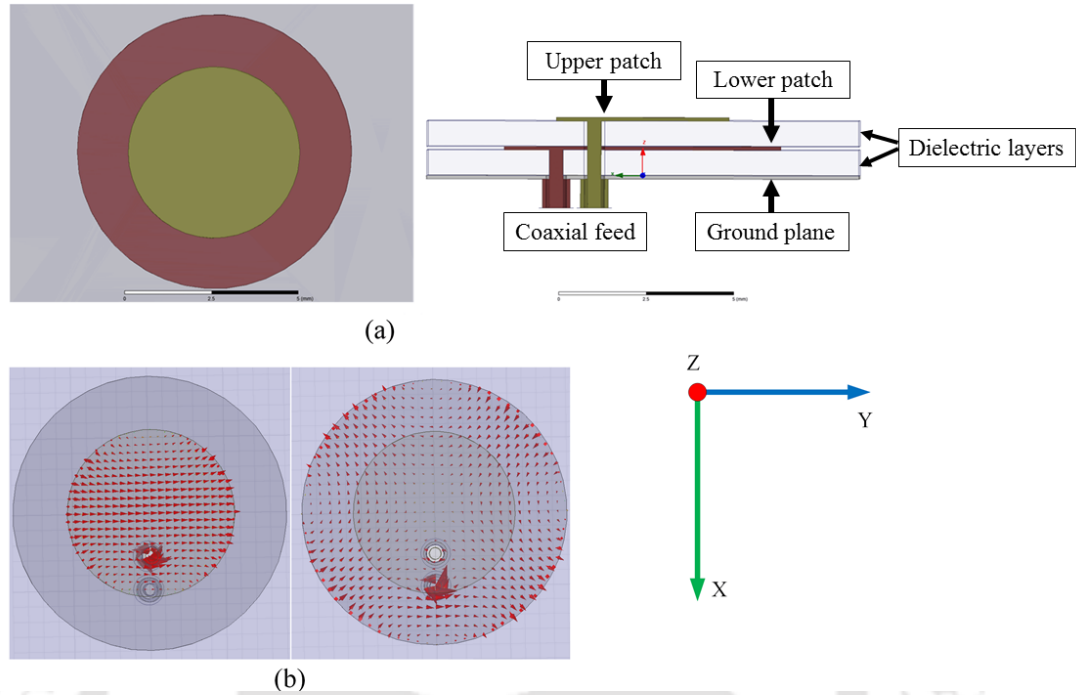 Upper patch
Lower patch
Dielectric layers
Coaxial feed
Ground plane
0 2.5 5 (mm)
0 2.5 5 (mm)
(a)
Z
Y
X
(b)